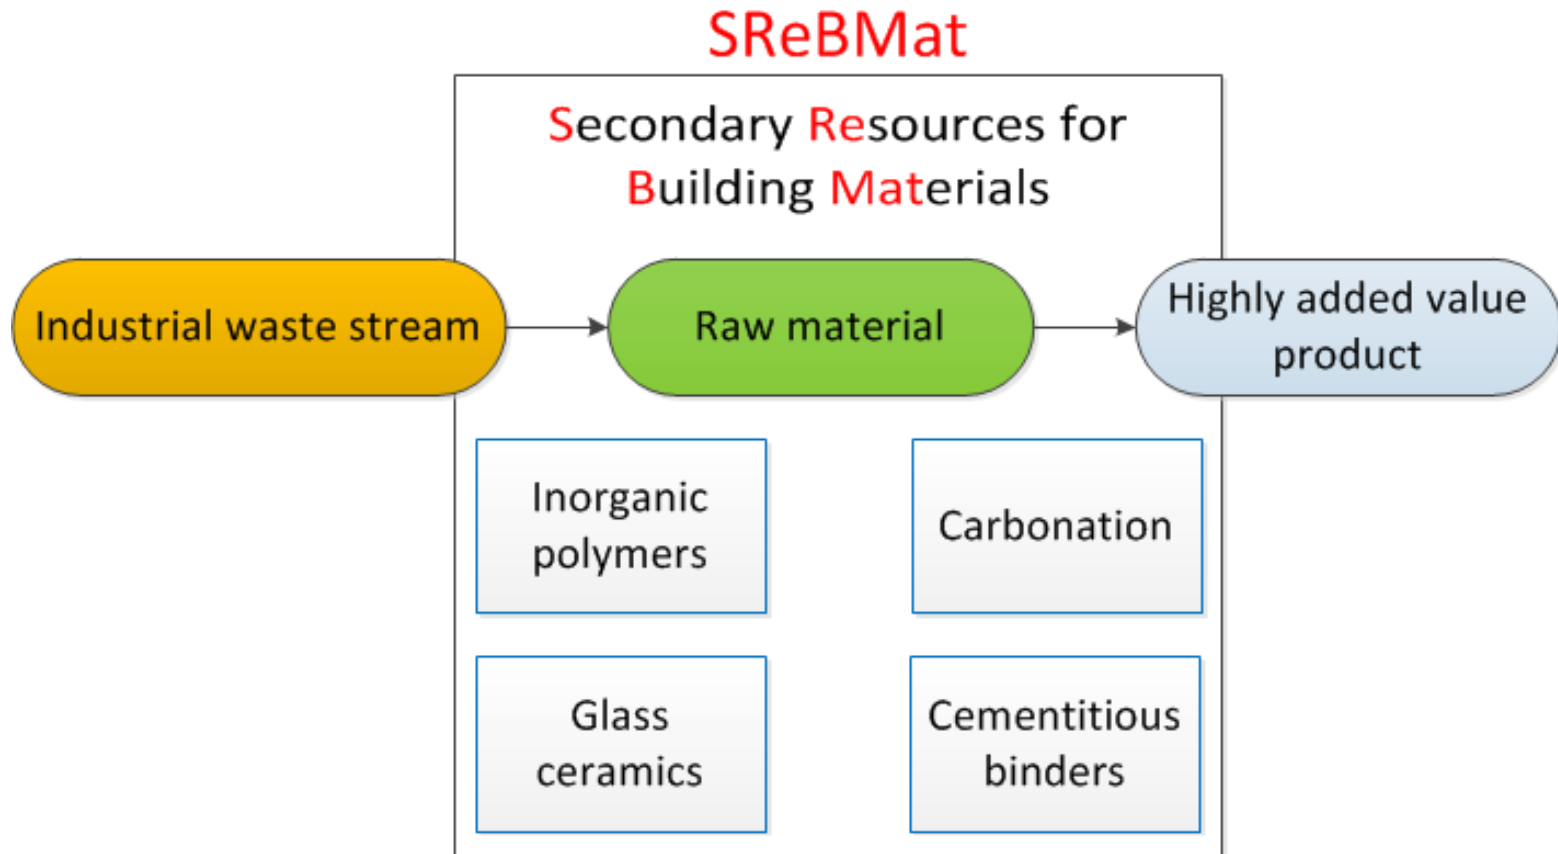 SReBMat
Secondary Resources for
Building Materials
Industrial waste stream
Raw material
Highly added value
product
Inorganic
polymers
Carbonation
Glass
ceramics
Cementitious
binders